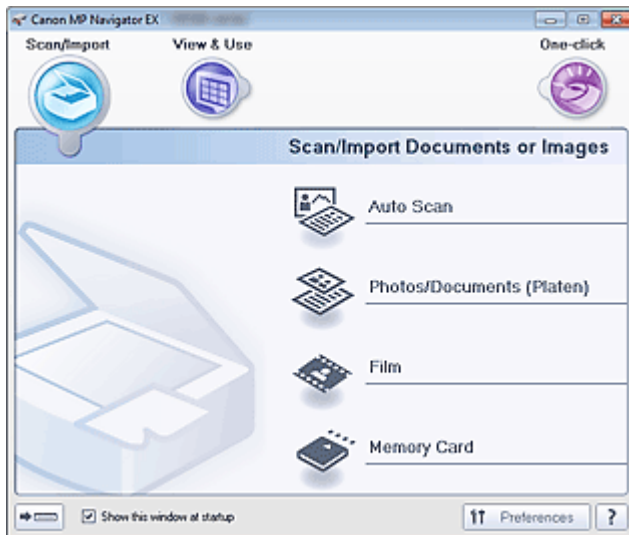 Canon MP Navigator EX
Scan/Import
View & Use
One-click
Scan/Import Documents or Images
Auto Scan
Photos/Documents (Platen)
Film
Memory Card
Show this window at startup
Preferences
?